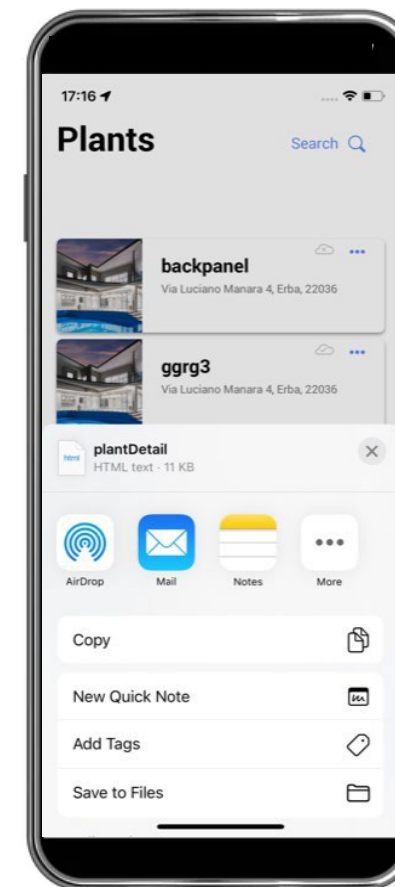 17:16
Plants
Search
backpanel
Via Luciano Manara 4, Erba, 22036
ggrg3
Via Luciano Manara 4, Erba, 22036
html
plantDetail
HTML text · 11 KB
AirDrop
Mail
Notes
More
Copy
New Quick Note
Add Tags
Save to Files